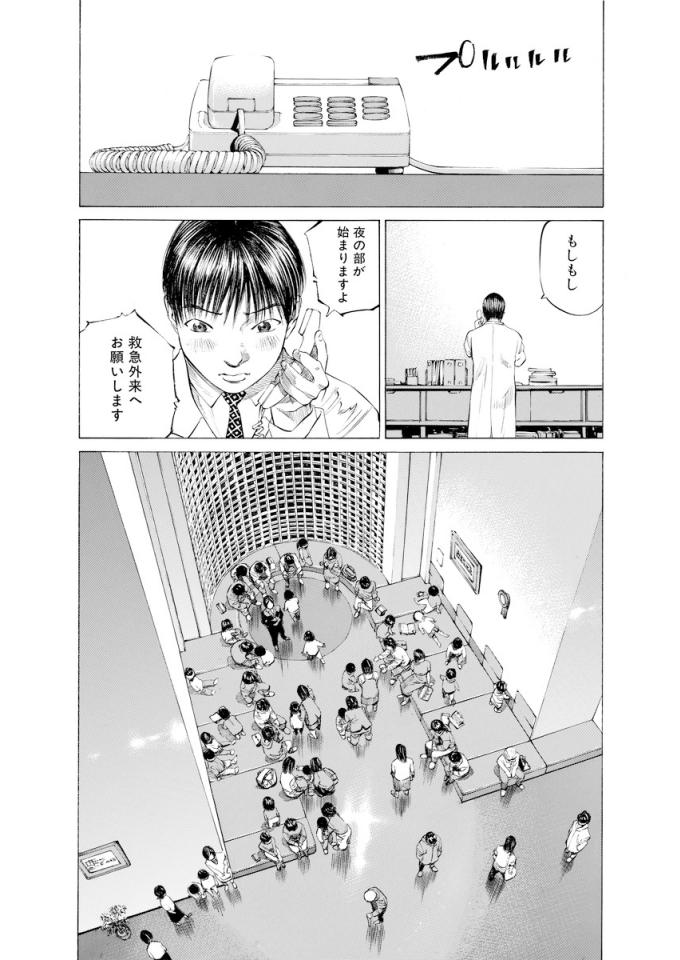 プルルルル
もしもし
夜の部が
始まりますよ
救急外来へ
お願いします